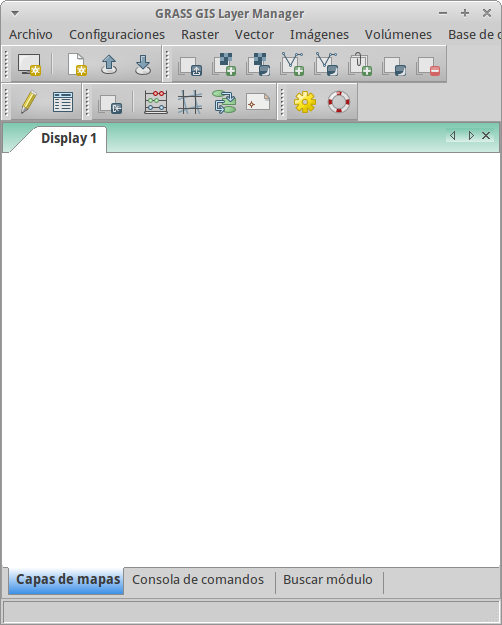 GRASS GIS Layer Manager
Archivo Configuraciones Raster Vector Imágenes Volúmenes Base de
Display 1
Capas de mapas Consola de comandos Buscar módulo